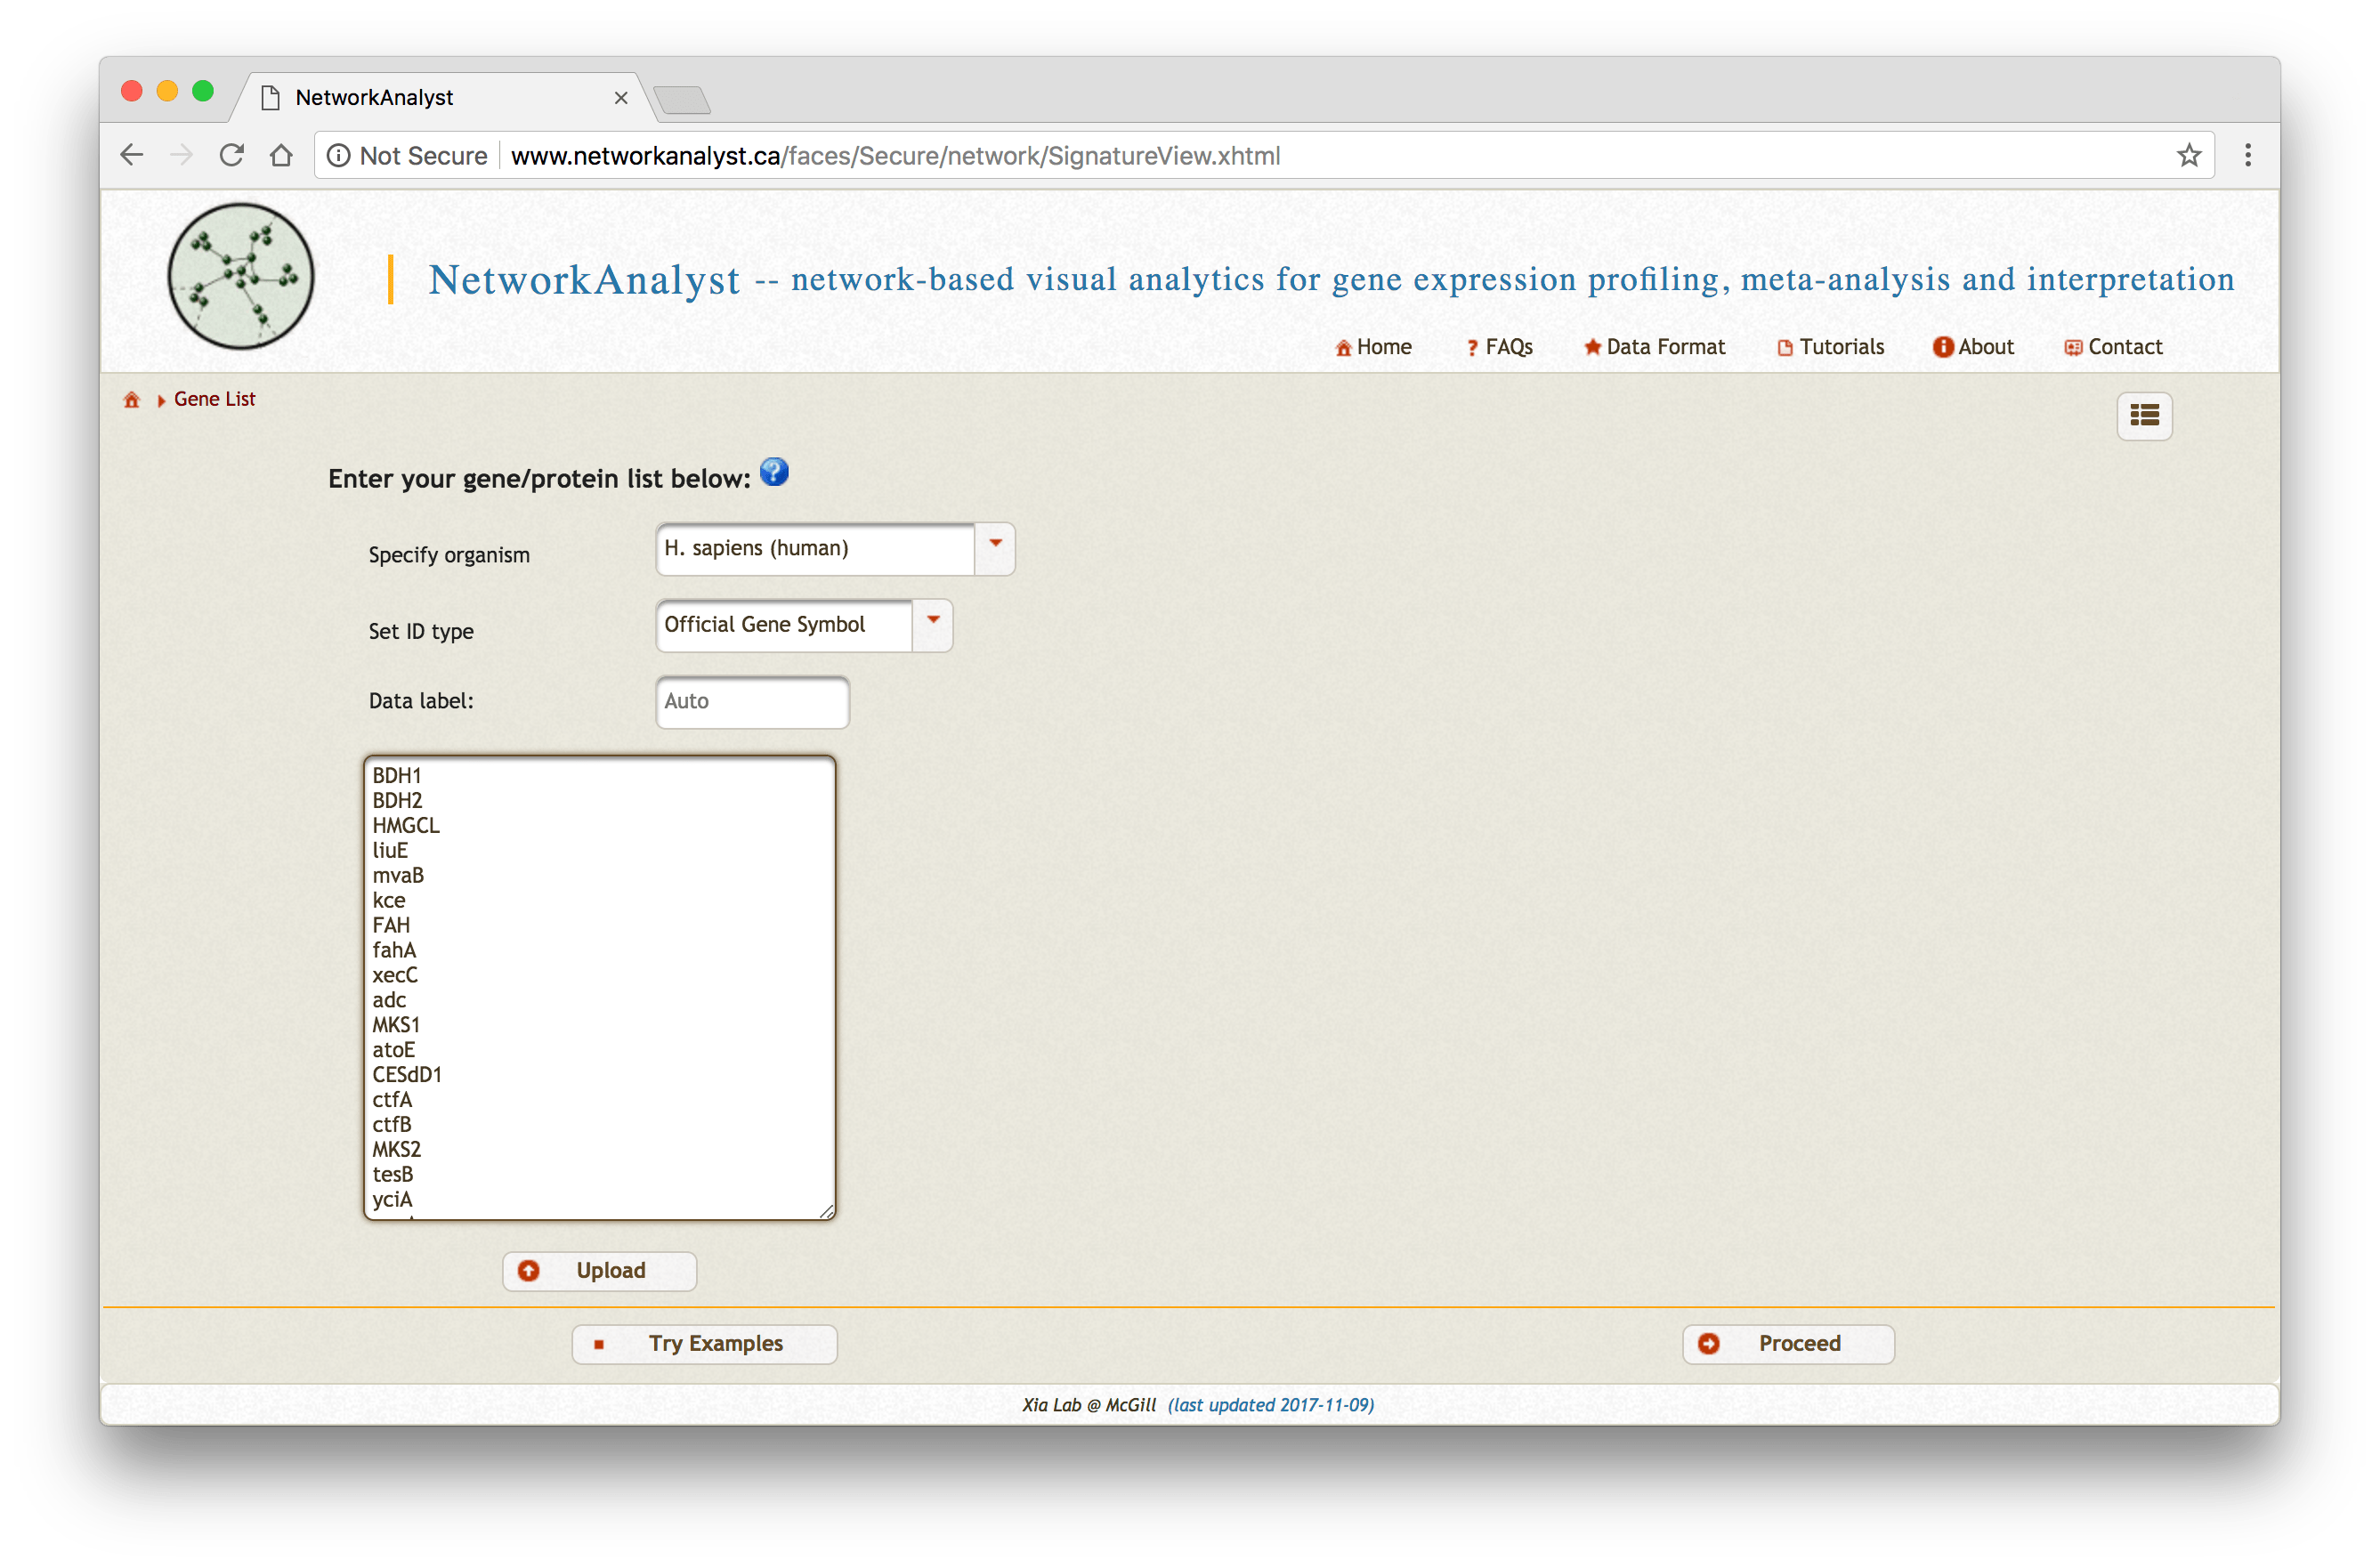 NetworkAnalyst
Not Secure www.networkanalyst.ca/faces/Secure/network/SignatureView.xhtml
NetworkAnalyst -- network-based visual analytics for gene expression profiling, meta-analysis and interpretation
Home ? FAQs Data Format Tutorials About Contact
Gene List
Enter your gene/protein list below: ?
Specify organism H. sapiens (human)
Set ID type Official Gene Symbol
Data label: Auto
BDH1
BDH2
HMGCL
liuE
mvaB
kce
FAH
fahA
xecC
adc
MKS1
atoE
CESdD1
ctfA
ctfB
MKS2
tesB
yciA
Upload
Try Examples Proceed
Xia Lab @ McGill (last updated 2017-11-09)